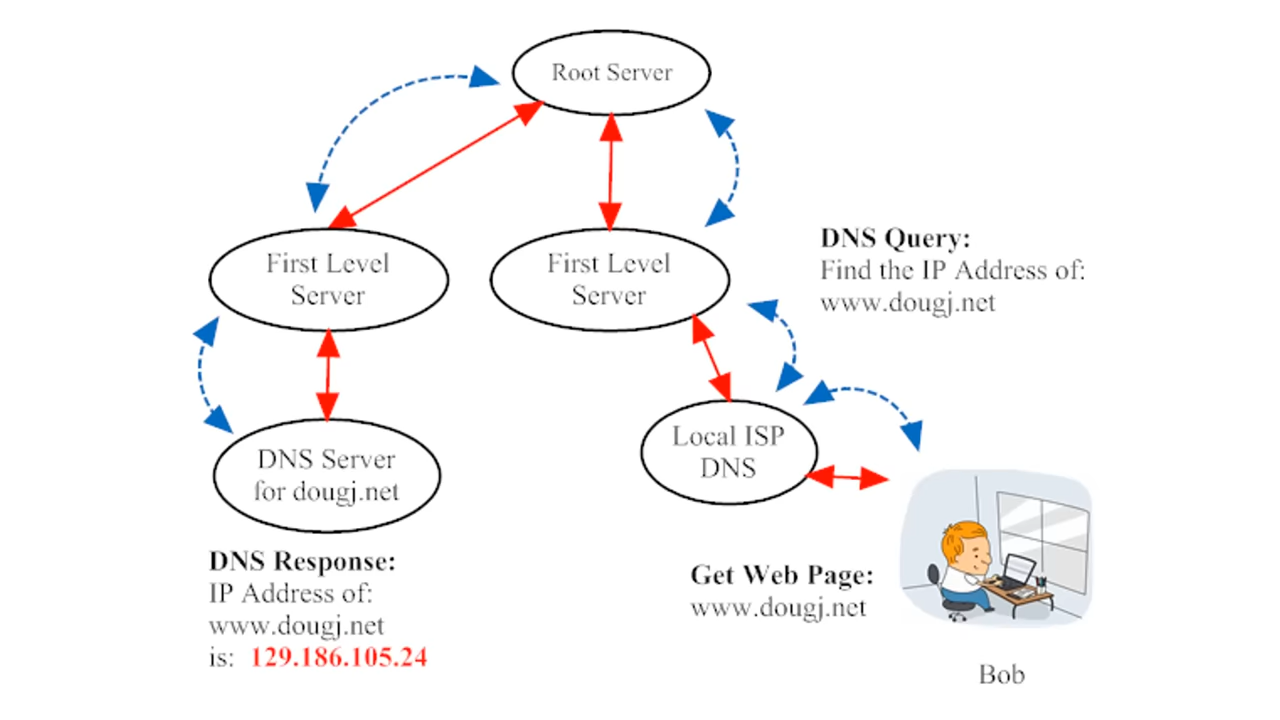 Root Server
First Level
Server
First Level
Server
DNS Query:
Find the IP Address of:
www.dougj.net
Local ISP
DNS
DNS Server
for dougj.net
DNS Response:
IP Address of:
www.dougj.net
is: 129.186.105.24
Get Web Page:
www.dougj.net
Bob